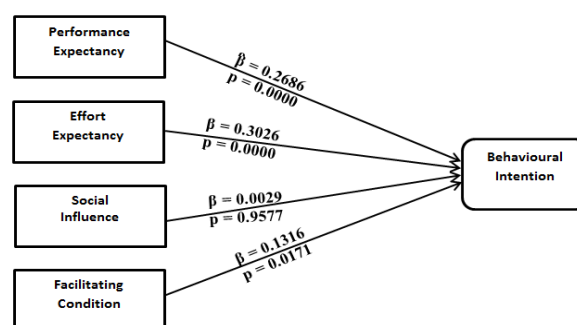 Performance
Expectancy
β = 0.2686
p = 0.0000
Effort
Expectancy
β = 0.3026
p = 0.0000
Behavioural
Intention
Social
Influence
β = 0.0029
p = 0.9577
β = 0.1316
p = 0.0171
Facilitating
Condition